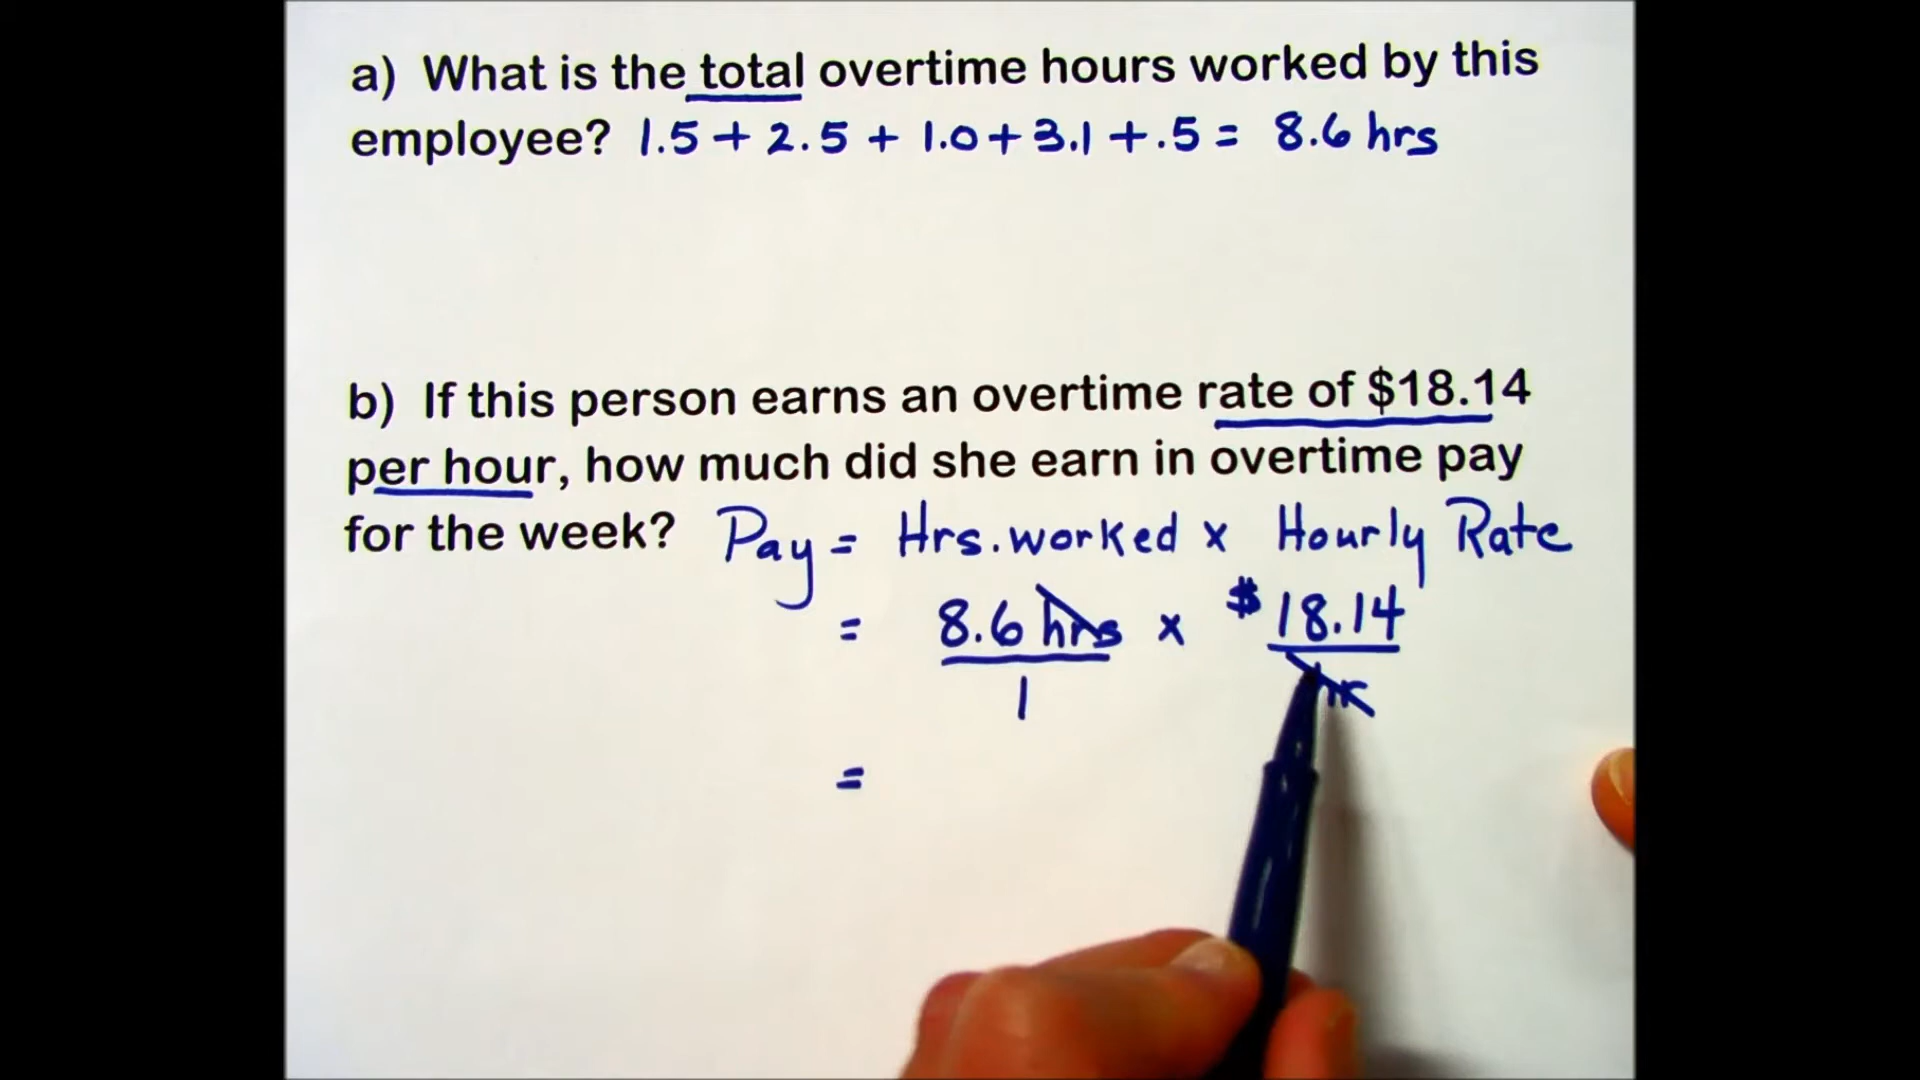 a) What is the total overtime hours worked by this
employee? 1.5 + 2.5 + 1.0 + 3.1 + .5 = 8.6 hrs
b) If this person earns an overtime rate of $18.14
per hour, how much did she earn in overtime pay
for the week? Pay = Hrs. worked x Hourly Rate
= 8.6 hrs x $18.14
1 hr
=